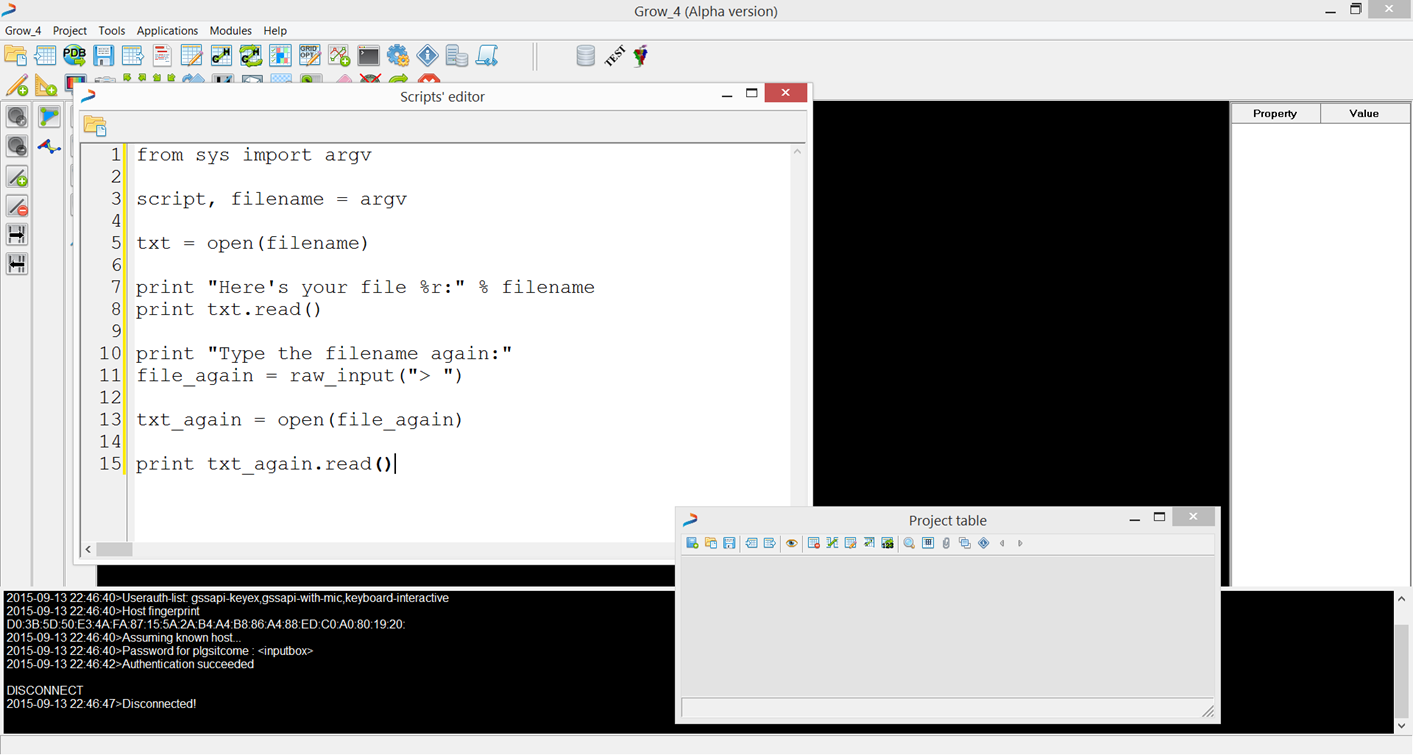 Grow_4 (Alpha version)
Grow_4 Project Tools Applications Modules Help
PDB
GRID
OPT
TEST
Scripts' editor
Property Value
1 from sys import argv
2
3 script, filename = argv
4
5 txt = open(filename)
6
7 print "Here's your file %r:" % filename
8 print txt.read()
9
10 print "Type the filename again:"
11 file_again = raw_input("> ")
12
13 txt_again = open(file_again)
14
15 print txt_again.read()
Project table
123
2015-09-13 22:46:40>Userauth-list: gssapi-keyex,gssapi-with-mic,keyboard-interactive
2015-09-13 22:46:40>Host fingerprint
D0:3B:5D:50:E3:4A:FA:87:15:5A:2A:B4:A4:B8:86:A4:88:ED:C0:A0:80:19:20:
2015-09-13 22:46:40>Assuming known host...
2015-09-13 22:46:40>Password for plgsitcome : <inputbox>
2015-09-13 22:46:42>Authentication succeeded
DISCONNECT
2015-09-13 22:46:47>Disconnected!